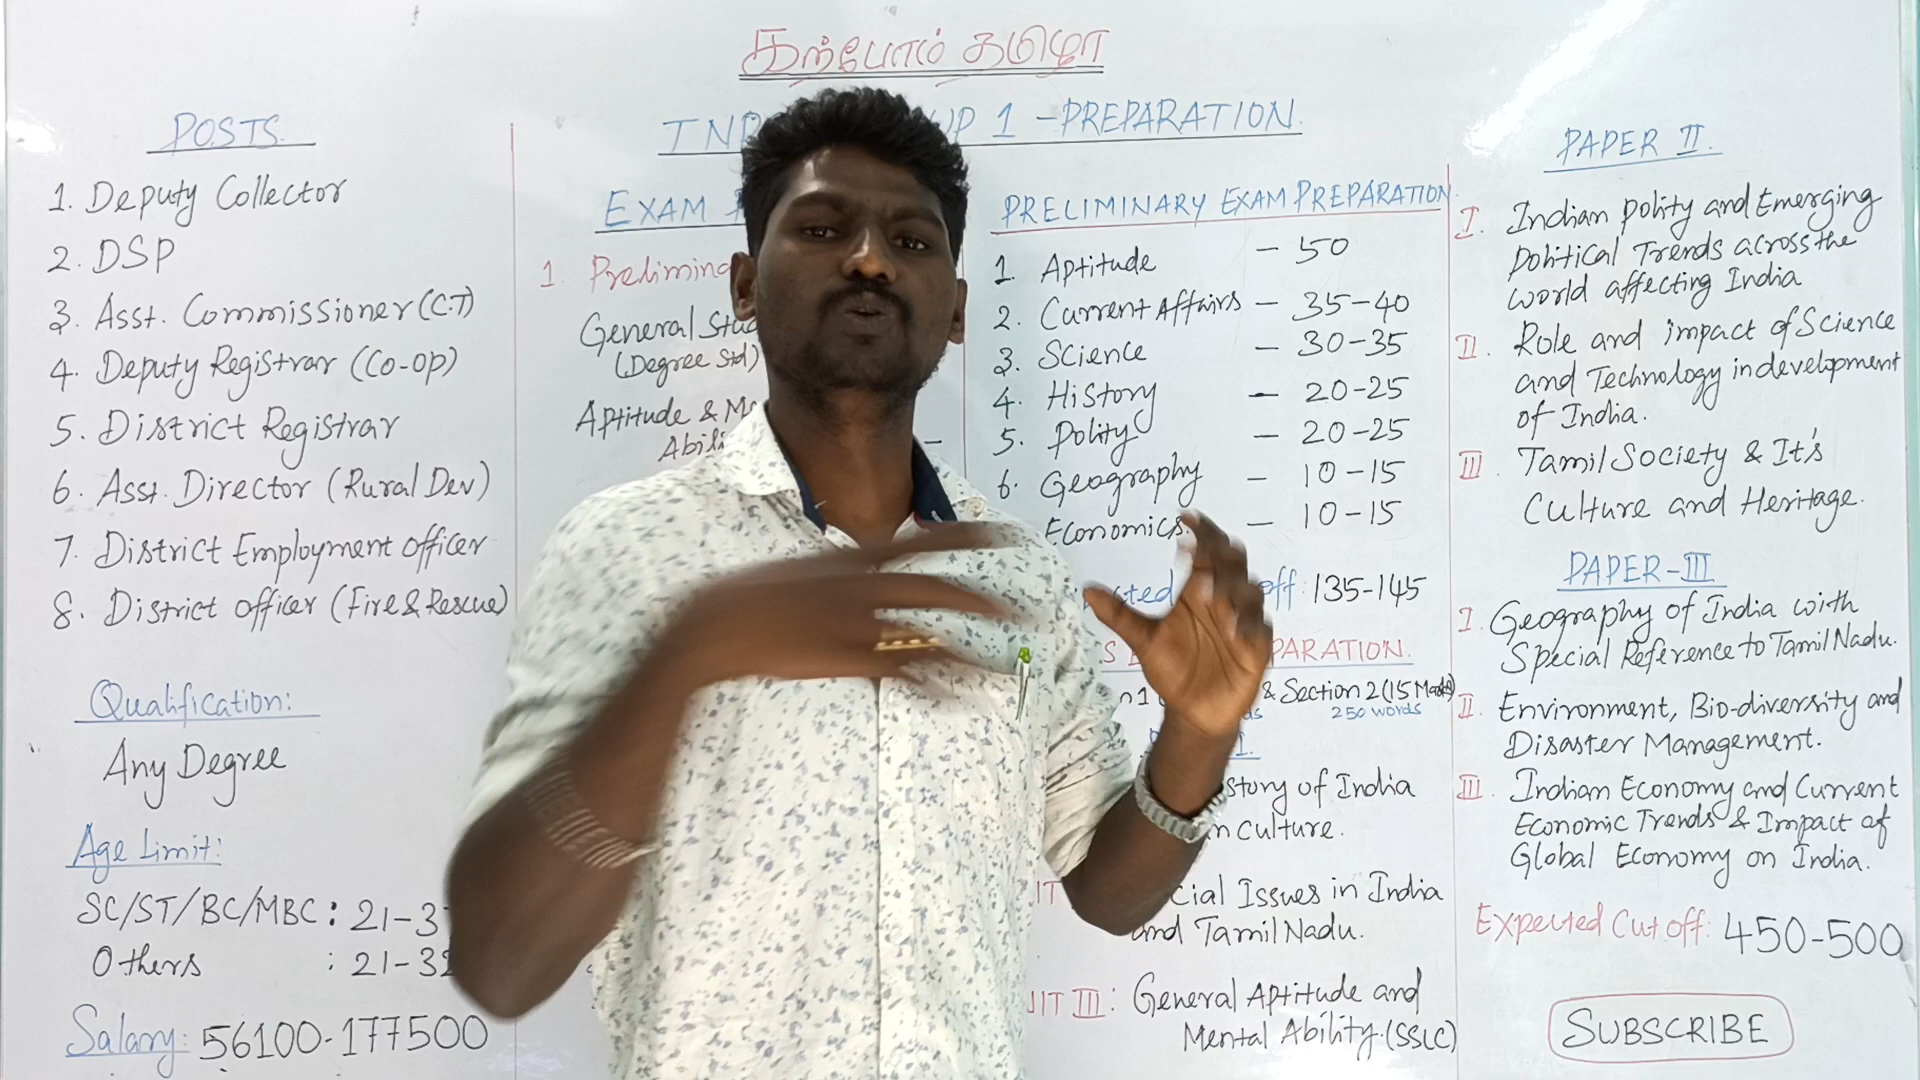 கற்போம் தமிழா
UP 1 - PREPARATION.
POSTS.
1. Deputy Collector
2. DSP
3. Asst. Commissioner (C.T)
4. Deputy Registrar (Co-op)
5. District Registrar
6. Asst. Director (Rural Dev)
7. District Employment officer
8. District officer (Fire & Rescue)
Qualification:
Any Degree
Age Limit:
SC/ST/BC/MBC : 21-3
Others : 21-3
Salary: 56100-177500
EXAM
1. Prelimina
General Stud
(Degree Std)
Aptitude & Me
Abili
PRELIMINARY EXAM PREPARATION
1. Aptitude - 50
2. Current Affairs - 35-40
3. Science - 30-35
4. History - 20-25
5. Polity - 20-25
6. Geography - 10-15
Economics - 10-15
cted off: 135-145
PARATION.
& Section 2 (15 Marks)
250 words
story of India
n Culture.
cial Issues in India
and Tamil Nadu.
IT III: General Aptitude and
Mental Ability. (SSLC)
PAPER II.
I. Indian polity and Emerging
political Trends across the
world affecting India
II. Role and impact of Science
and Technology in development
of India.
III. Tamil Society & It's
Culture and Heritage.
PAPER-III
I. Geography of India with
Special Reference to Tamil Nadu.
II. Environment, Bio-diversity and
Disaster Management.
III. Indian Economy and Current
Economic Trends & Impact of
Global Economy on India.
Expected Cut off: 450-500
SUBSCRIBE